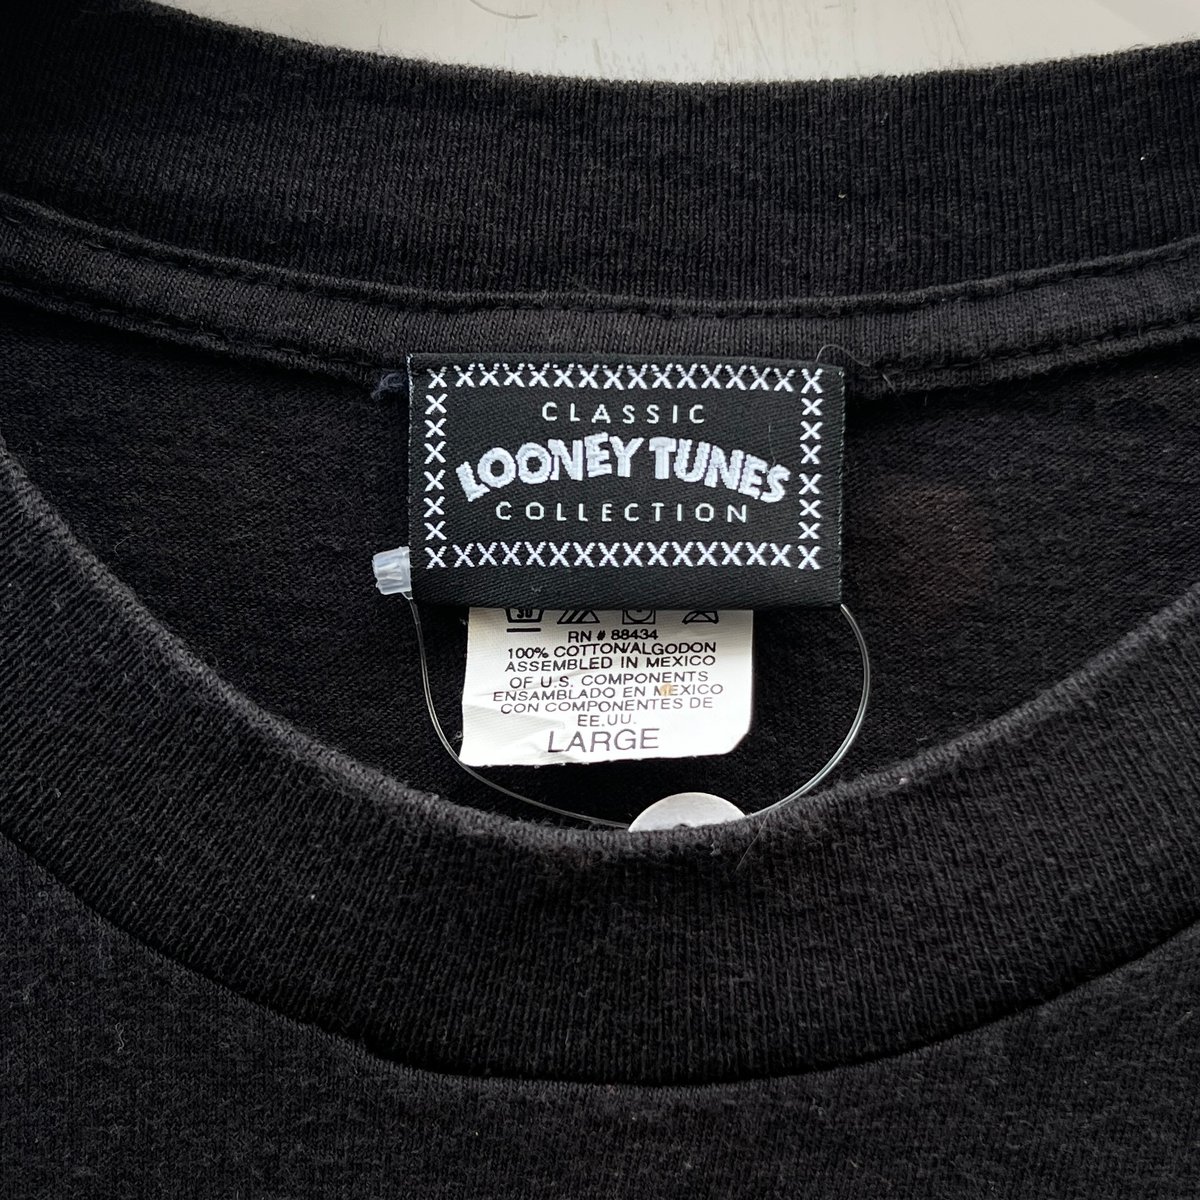 CLASSIC
LOONEY TUNES
COLLECTION
30
RN # 88434
100% COTTON/ALGODON
ASSEMBLED IN MEXICO
OF U.S. COMPONENTS
ENSAMBLADO EN MEXICO
CON COMPONENTES DE
EE.UU.
LARGE